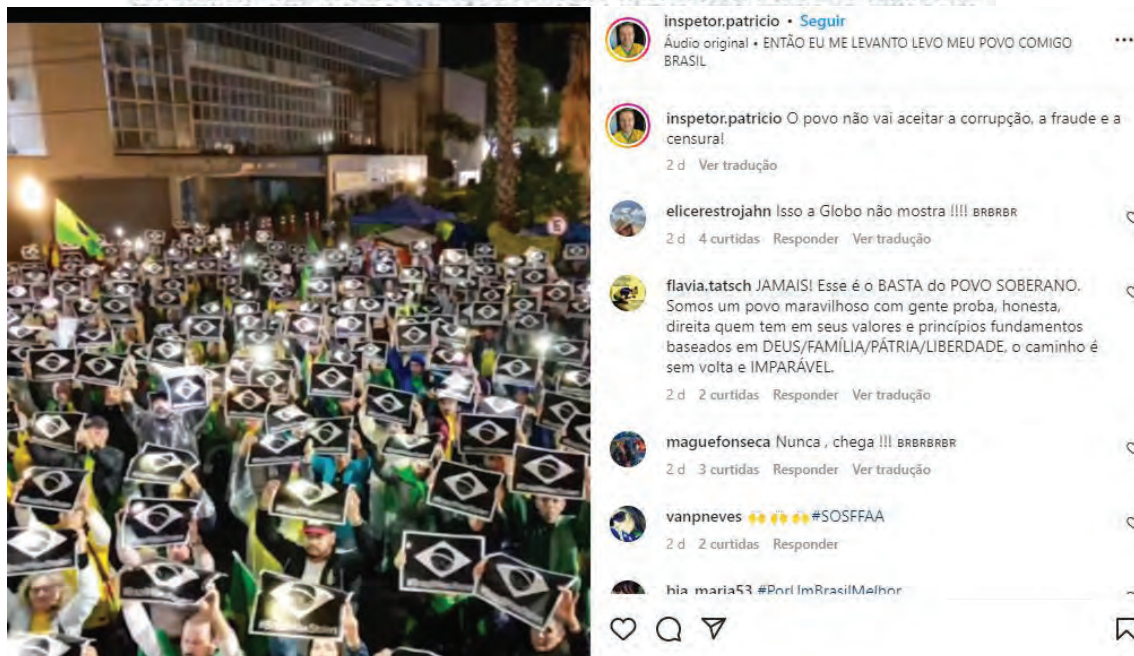 inspetor.patricio • Seguir
Áudio original • ENTÃO EU ME LEVANTO LEVO MEU POVO COMIGO
BRASIL
inspetor.patricio O povo não vai aceitar a corrupção, a fraude e a
censura!
2 d Ver tradução
elicerestrojahn Isso a Globo não mostra !!!! BRBRBR
2 d 4 curtidas Responder Ver tradução
flavia.tatsch JAMAIS! Esse é o BASTA do POVO SOBERANO.
Somos um povo maravilhoso com gente proba, honesta,
direita quem tem em seus valores e princípios fundamentos
baseados em DEUS/FAMÍLIA/PÁTRIA/LIBERDADE, o caminho é
sem volta e IMPARÁVEL.
2 d 2 curtidas Responder Ver tradução
maguefonseca Nunca , chega !!! BRBRBRBR
2 d 3 curtidas Responder Ver tradução
vanpneves 🙌🙌🙌#SOSFFAA
2 d 2 curtidas Responder
bia_maria53 #PorUmBrasilMelhor